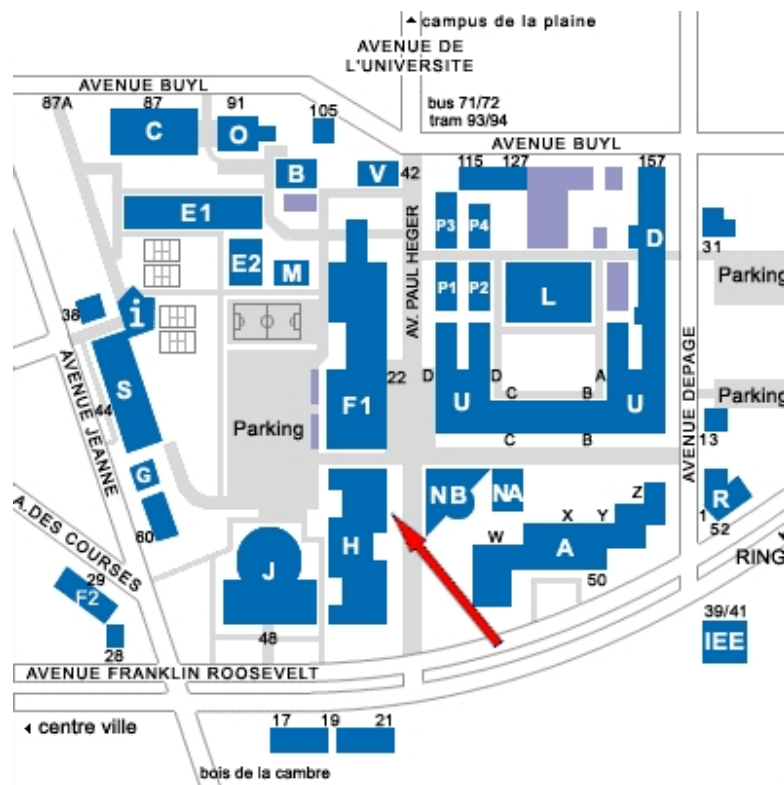 campus de la plaine
AVENUE DE
L'UNIVERSITE
AVENUE BUYL
87A
87
91
105
bus 71/72
tram 93/94
AVENUE BUYL
C
O
B
V
42
115
127
157
E1
P3
P4
D
31
E2
M
AV. PAUL HEGER
P1
P2
L
Parking
38
i
AVENUE JEANNE
S
44
22
D
D
C
B
A
AVENUE DEPAGE
Parking
F1
U
U
Parking
C
B
13
G
NB
NA
Z
R
1
52
60
W
X
Y
H
A
RING
A.DES COURSES
29
F2
J
50
28
48
39/41
IEE
AVENUE FRANKLIN ROOSEVELT
centre ville
17
19
21
bois de la cambre